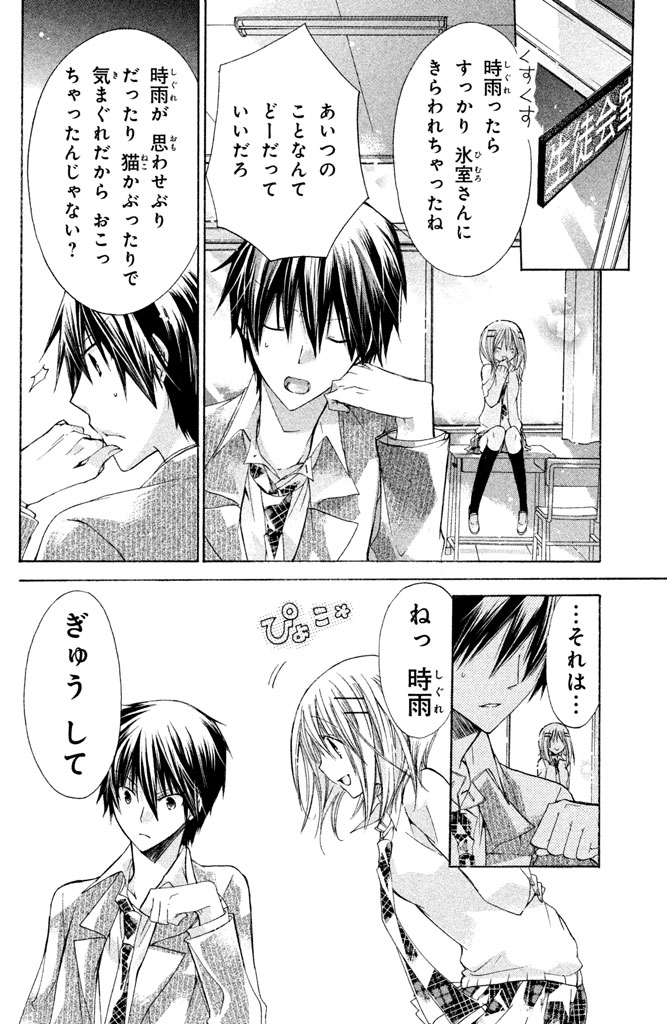 生徒会室
くすくす
時雨ったら
すっかり 氷室さんに
きらわれちゃったね
あいつの
ことなんて
どーだって
いいだろ
時雨が 思わせぶり
だったり 猫かぶったりで
気まぐれだから おこっ
ちゃったんじゃない?
…それは…
ねっ 時雨
ぴょこ
ぎゅう して